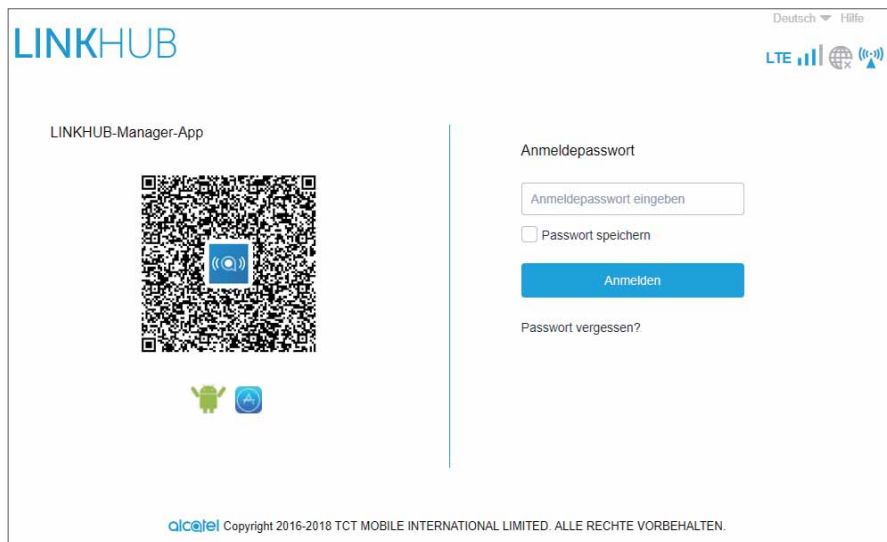 Deutsch Hilfe
LINKHUB
LTE
LINKHUB-Manager-App
Anmeldepasswort
Anmeldepasswort eingeben
Passwort speichern
Anmelden
Passwort vergessen?
alcatel Copyright 2016-2018 TCT MOBILE INTERNATIONAL LIMITED. ALLE RECHTE VORBEHALTEN.